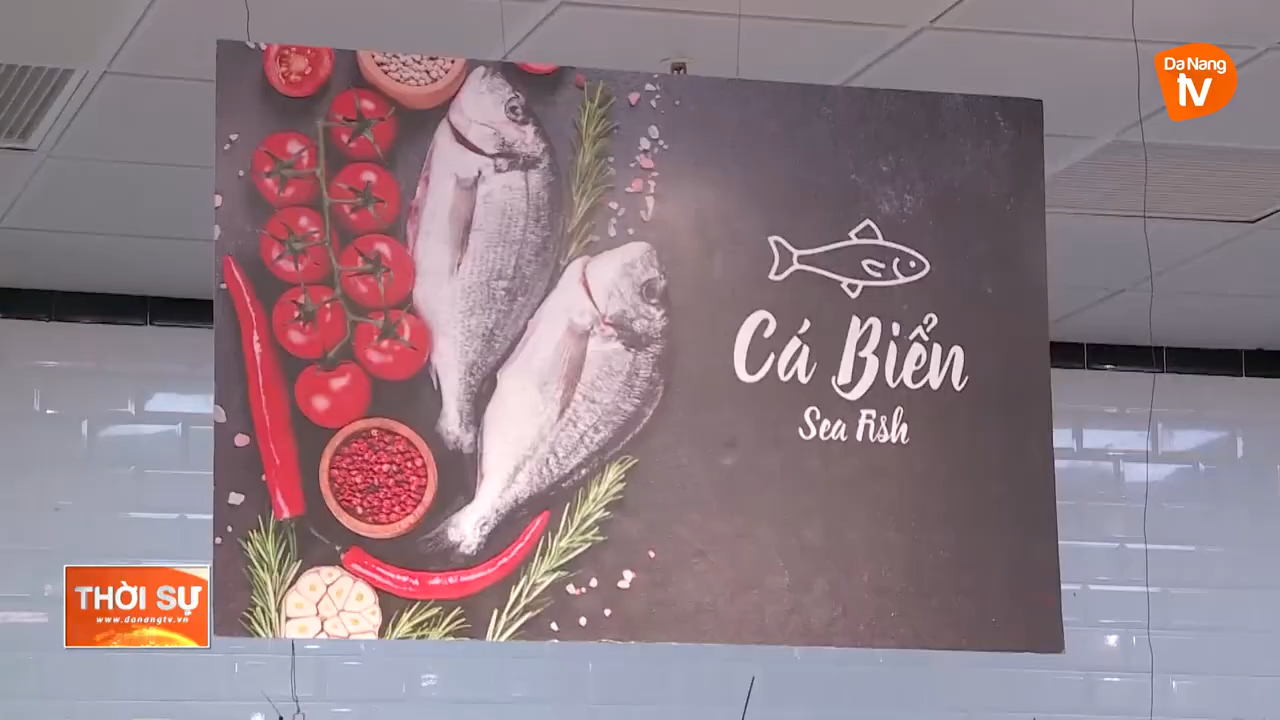 Da Nang
tv
Cá Biển
Sea Fish
THỜI SỰ
www.danangtv.vn